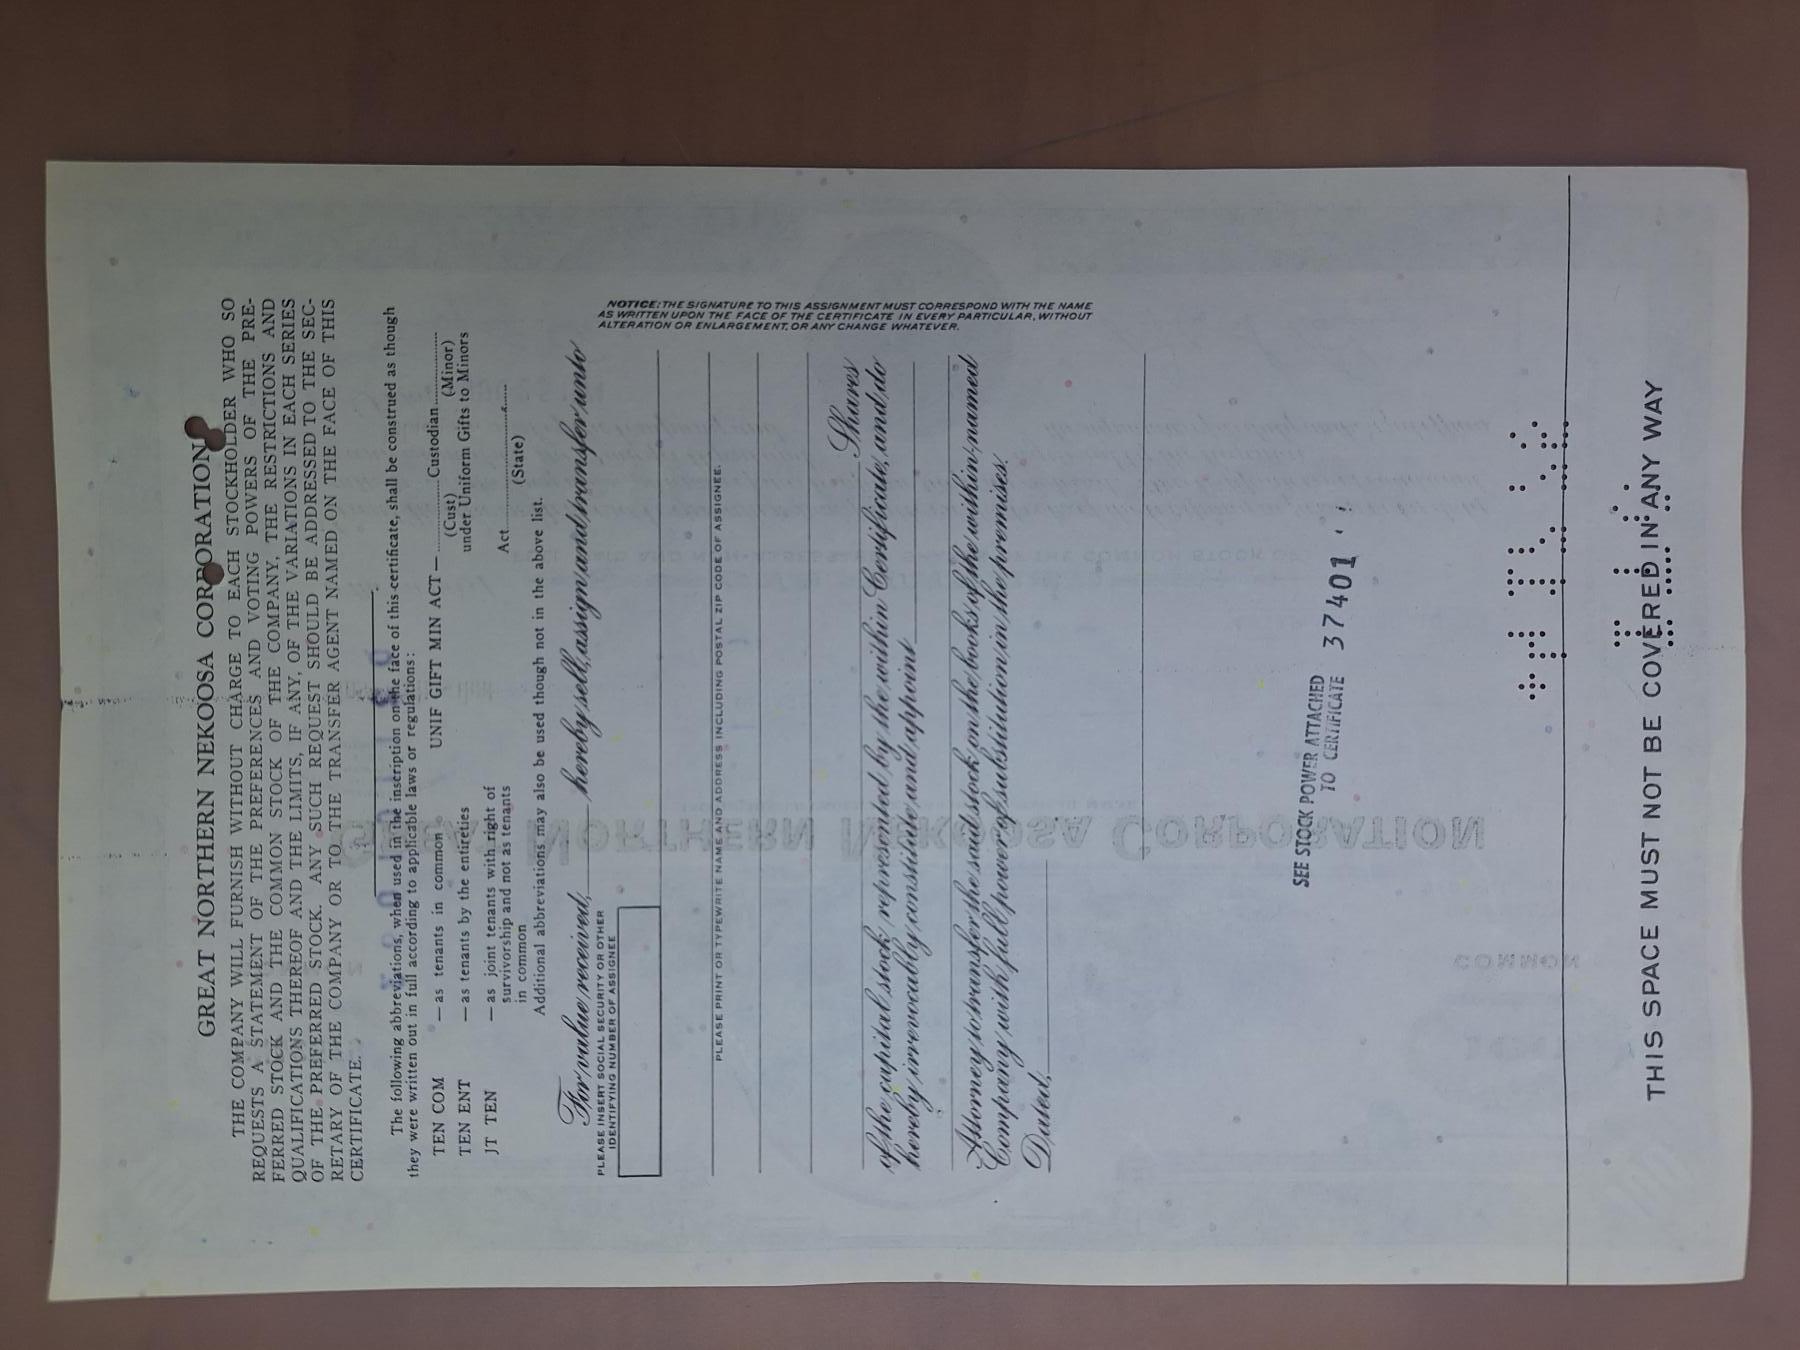 GREAT NORTHERN NEKOOSA CORPORATION
THE COMPANY WILL FURNISH WITHOUT CHARGE TO EACH STOCKHOLDER WHO SO
REQUESTS A STATEMENT OF THE PREFERENCES AND VOTING POWERS OF THE PRE-
FERRED STOCK AND THE COMMON STOCK OF THE COMPANY, THE RESTRICTIONS AND
QUALIFICATIONS THEREOF AND THE LIMITS, IF ANY, OF THE VARIATIONS IN EACH SERIES
OF THE PREFERRED STOCK. ANY SUCH REQUEST SHOULD BE ADDRESSED TO THE SEC-
RETARY OF THE COMPANY OR TO THE TRANSFER AGENT NAMED ON THE FACE OF THIS
CERTIFICATE.
The following abbreviations, when used in the inscription on the face of this certificate, shall be construed as though
they were written out in full according to applicable laws or regulations:
TEN COM — as tenants in common UNIF GIFT MIN ACT — ............Custodian............
(Cust) (Minor)
TEN ENT — as tenants by the entireties under Uniform Gifts to Minors
JT TEN — as joint tenants with right of
survivorship and not as tenants Act........................
in common (State)
Additional abbreviations may also be used though not in the above list.
For value received, hereby sell, assign and transfer unto
PLEASE INSERT SOCIAL SECURITY OR OTHER
IDENTIFYING NUMBER OF ASSIGNEE
PLEASE PRINT OR TYPEWRITE NAME AND ADDRESS INCLUDING POSTAL ZIP CODE OF ASSIGNEE.
Shares
of the capital stock represented by the within Certificate, and do
hereby irrevocably constitute and appoint
Attorney to transfer the said stock on the books of the within named
Company with full power of substitution in the premises.
Dated,
NOTICE: THE SIGNATURE TO THIS ASSIGNMENT MUST CORRESPOND WITH THE NAME
AS WRITTEN UPON THE FACE OF THE CERTIFICATE IN EVERY PARTICULAR, WITHOUT
ALTERATION OR ENLARGEMENT, OR ANY CHANGE WHATEVER.
SEE STOCK POWER ATTACHED
TO CERTIFICATE 37401
THIS SPACE MUST NOT BE COVERED IN ANY WAY